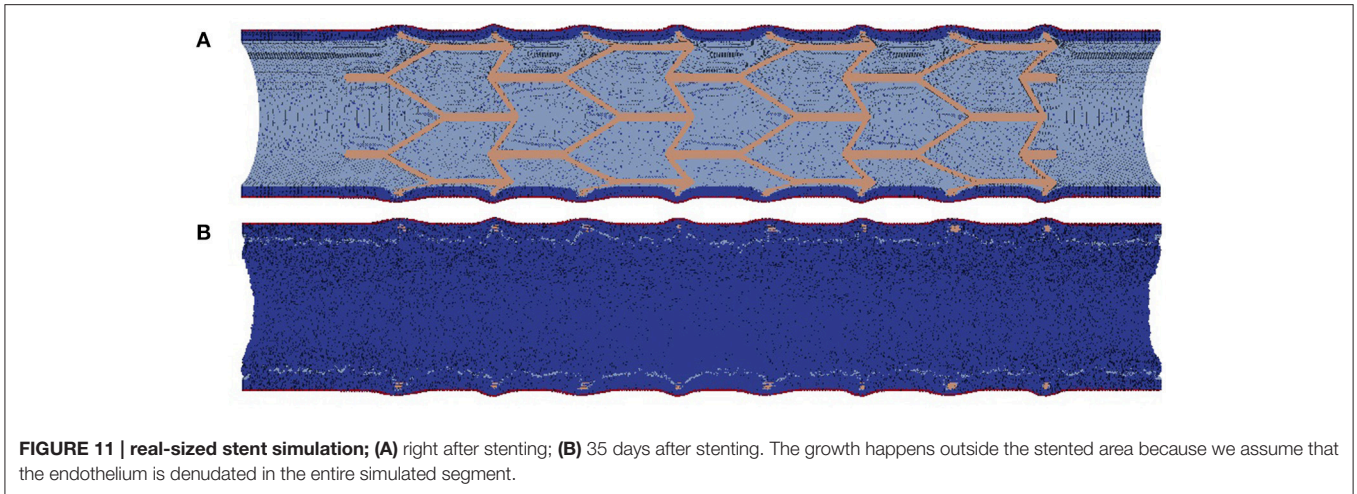 A
B
FIGURE 11 | real-sized stent simulation; (A) right after stenting; (B) 35 days after stenting. The growth happens outside the stented area because we assume that
the endothelium is denudated in the entire simulated segment.